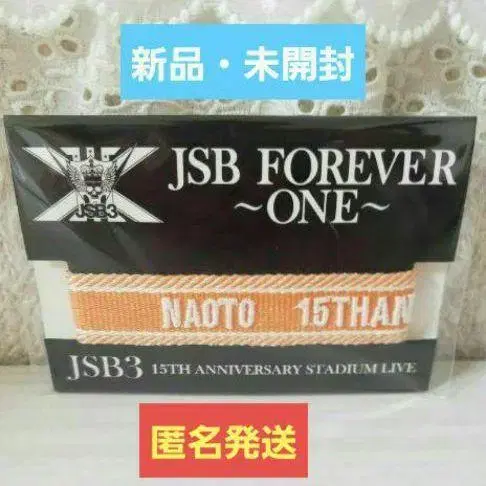 新品・未開封
JSB FOREVER
~ONE~
JSB3
NAOTO 15THAN
JSB3 15TH ANNIVERSARY STADIUM LIVE
匿名発送